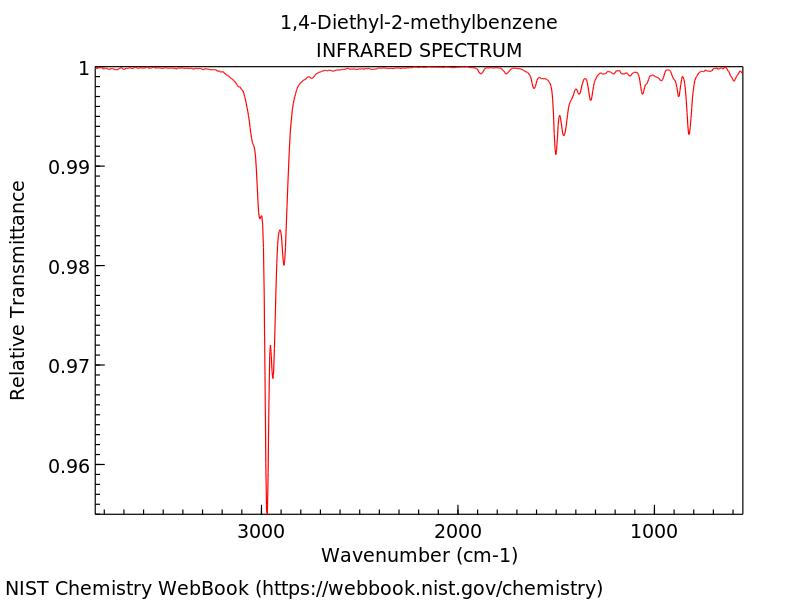 1,4-Diethyl-2-methylbenzene
INFRARED SPECTRUM
1
0.99
0.98
0.97
0.96
Relative Transmittance
3000 2000 1000
Wavenumber (cm-1)
NIST Chemistry WebBook (https://webbook.nist.gov/chemistry)